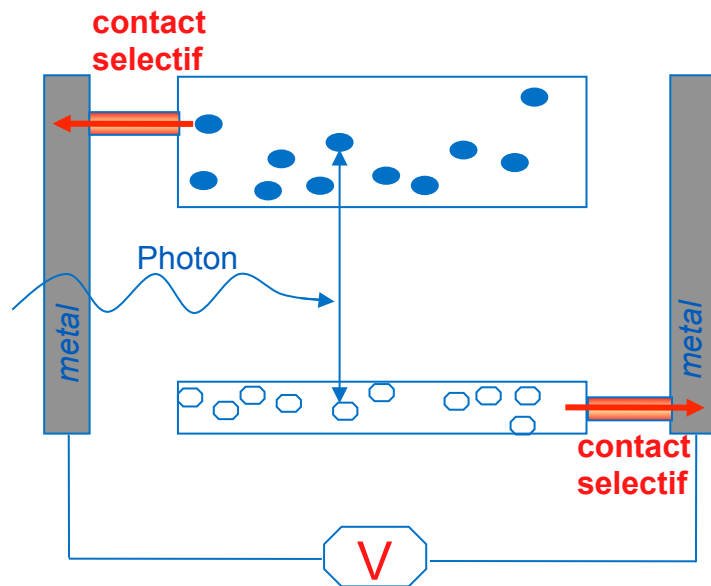 contact
selectif
Photon
metal
metal
contact
selectif
V